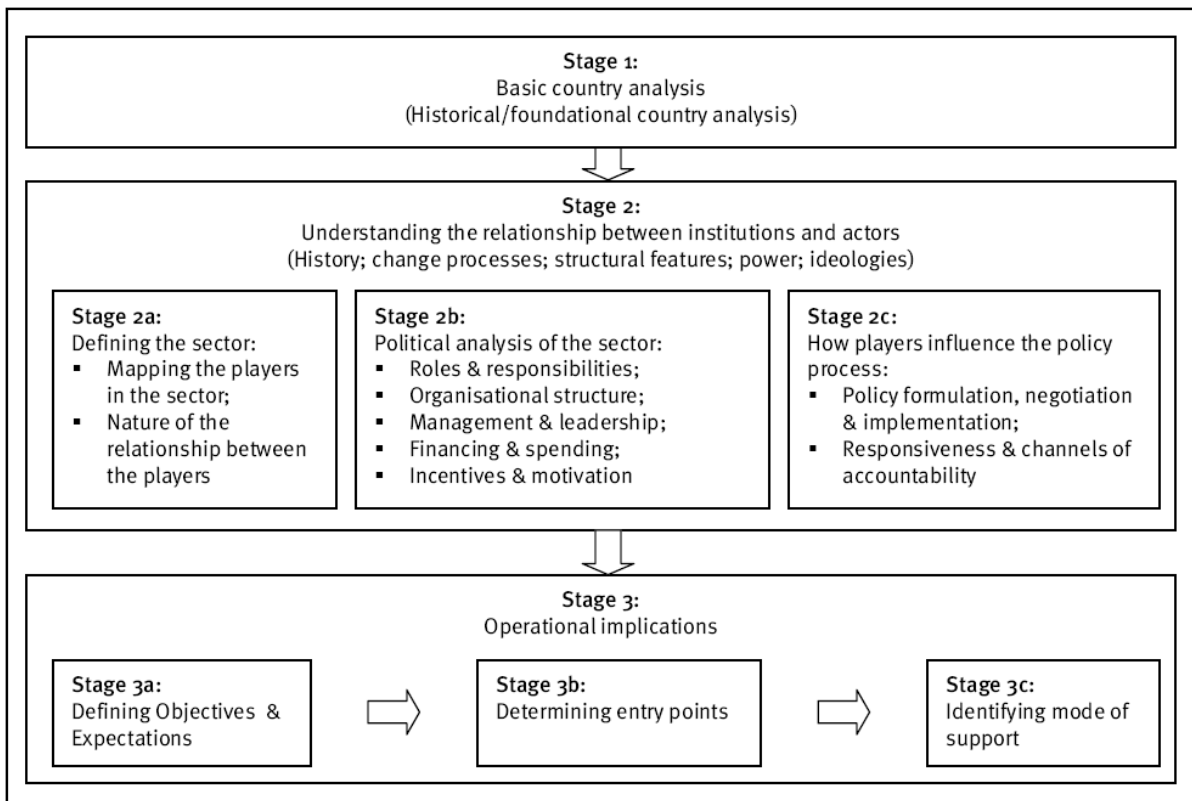 Stage 1:
Basic country analysis
(Historical/foundational country analysis)
Stage 2:
Understanding the relationship between institutions and actors
(History; change processes; structural features; power; ideologies)
Stage 2a:
Defining the sector:
▪ Mapping the players
in the sector;
▪ Nature of the
relationship between
the players
Stage 2b:
Political analysis of the sector:
▪ Roles & responsibilities;
▪ Organisational structure;
▪ Management & leadership;
▪ Financing & spending;
▪ Incentives & motivation
Stage 2c:
How players influence the policy
process:
▪ Policy formulation, negotiation
& implementation;
▪ Responsiveness & channels of
accountability
Stage 3:
Operational implications
Stage 3a:
Defining Objectives &
Expectations
Stage 3b:
Determining entry points
Stage 3c:
Identifying mode of
support